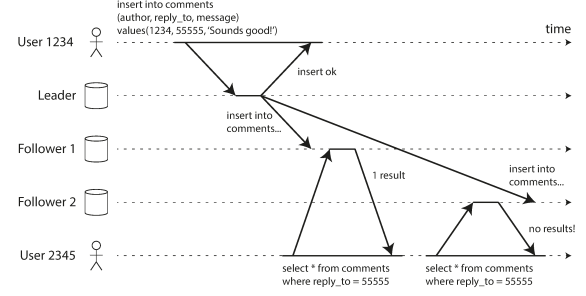 insert into comments
(author, reply_to, message)
values(1234, 55555, 'Sounds good!')
time
User 1234
insert ok
Leader
insert into
comments...
Follower 1
1 result
insert into
comments...
Follower 2
no results!
User 2345
select * from comments
where reply_to = 55555
select * from comments
where reply_to = 55555